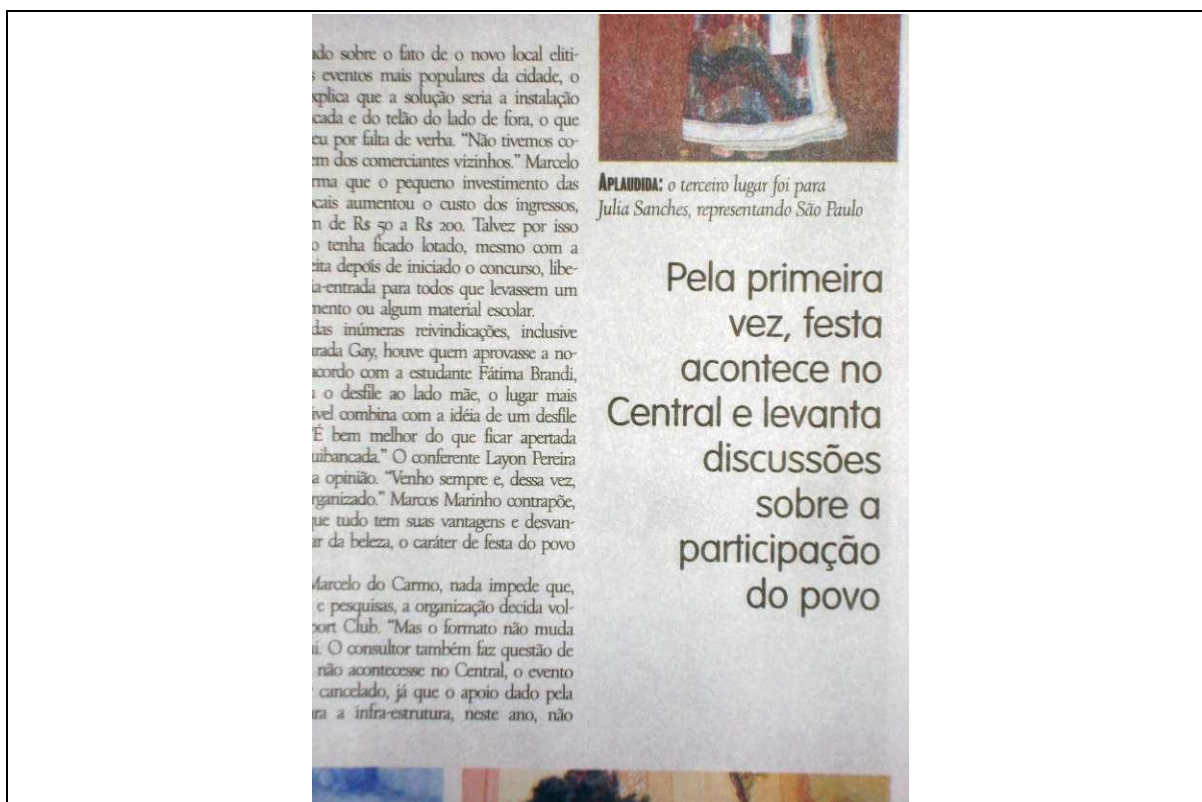 do sobre o fato de o novo local eliti-
eventos mais populares da cidade, o
xplica que a solução seria a instalação
cada e do telão do lado de fora, o que
eu por falta de verba. “Não tivemos co-
m dos comerciantes vizinhos.” Marcelo
rma que o pequeno investimento das
cais aumentou o custo dos ingressos,
de R$ 50 a R$ 200. Talvez por isso
o tenha ficado lotado, mesmo com a
ita depois de iniciado o concurso, libe-
ia-entrada para todos que levassem um
mento ou algum material escolar.
das inúmeras reivindicações, inclusive
rada Gay, houve quem aprovasse a no-
acordo com a estudante Fátima Brandi,
o desfile ao lado mãe, o lugar mais
ível combina com a idéia de um desfile
“É bem melhor do que ficar apertada
uibancada.” O conferente Layon Pereira
a opinião. “Venho sempre e, dessa vez,
rganizado.” Marcos Marinho contrapõe,
ue tudo tem suas vantagens e desvan-
ar da beleza, o caráter de festa do povo
Marcelo do Carmo, nada impede que,
e pesquisas, a organização decida vol-
port Club. “Mas o formato não muda
i. O consultor também faz questão de
não acontecesse no Central, o evento
cancelado, já que o apoio dado pela
ra a infra-estrutura, neste ano, não
APLAUDIDA: o terceiro lugar foi para
Julia Sanches, representando São Paulo
Pela primeira
vez, festa
acontece no
Central e levanta
discussões
sobre a
participação
do povo